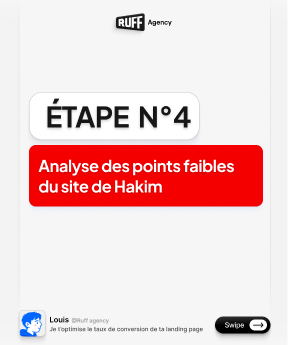 RUFF Agency
ÉTAPE N°4
Analyse des points faibles
du site de Hakim
Louis @Ruff agency
Je t'optimise le taux de conversion de ta landing page
Swipe